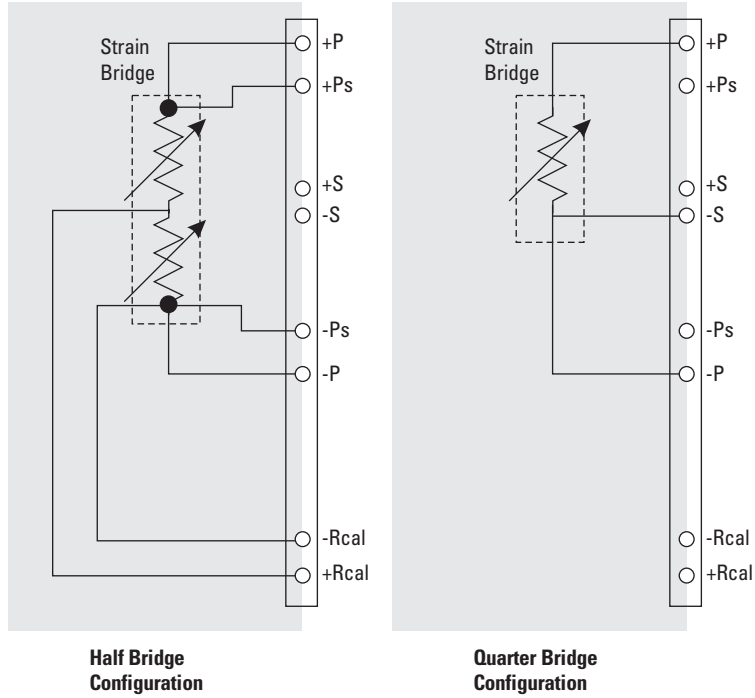 Strain
Bridge
+P
+Ps
+S
-S
-Ps
-P
-Rcal
+Rcal
Half Bridge
Configuration
Strain
Bridge
+P
+Ps
+S
-S
-Ps
-P
-Rcal
+Rcal
Quarter Bridge
Configuration